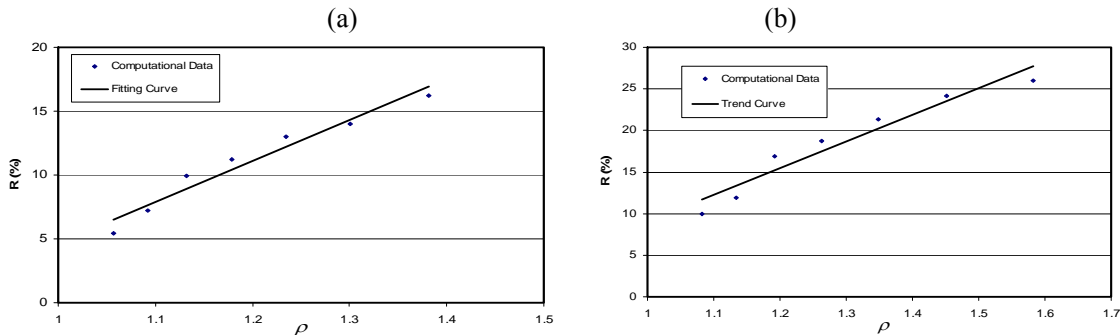 (a)
20
15
10
5
0
R (%)
Computational Data
Fitting Curve
1 1.1 1.2 1.3 1.4 1.5
ρ
(b)
30
25
20
15
10
5
0
R (%)
Computational Data
Trend Curve
1 1.1 1.2 1.3 1.4 1.5 1.6 1.7
ρ